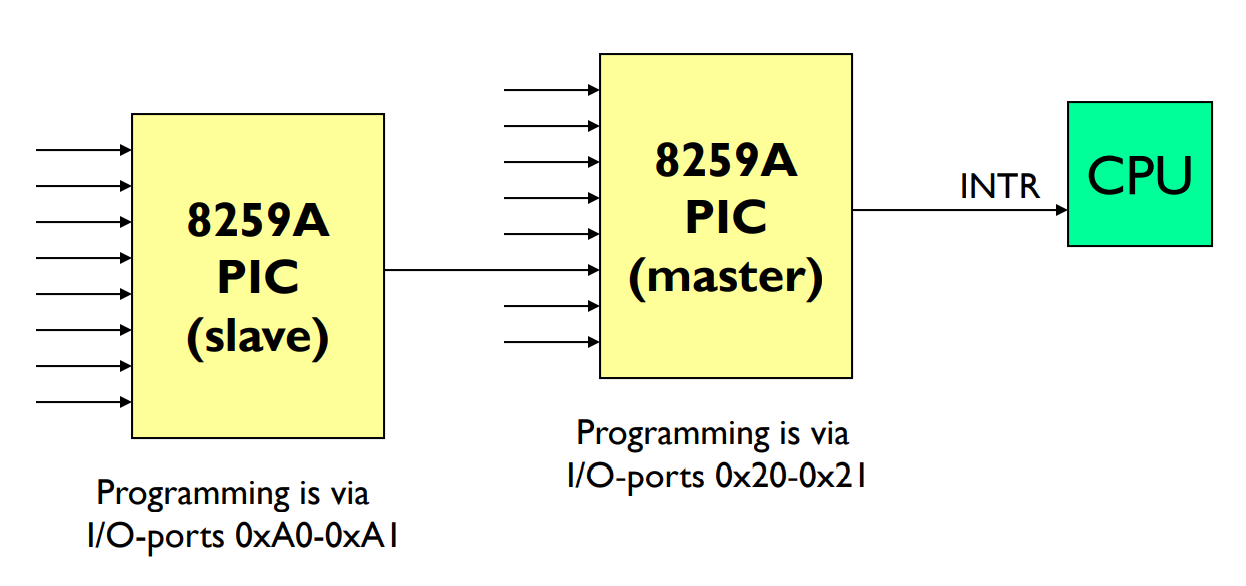 8259A
PIC
(slave)
Programming is via
I/O-ports 0xA0-0xA1
8259A
PIC
(master)
Programming is via
I/O-ports 0x20-0x21
INTR
CPU